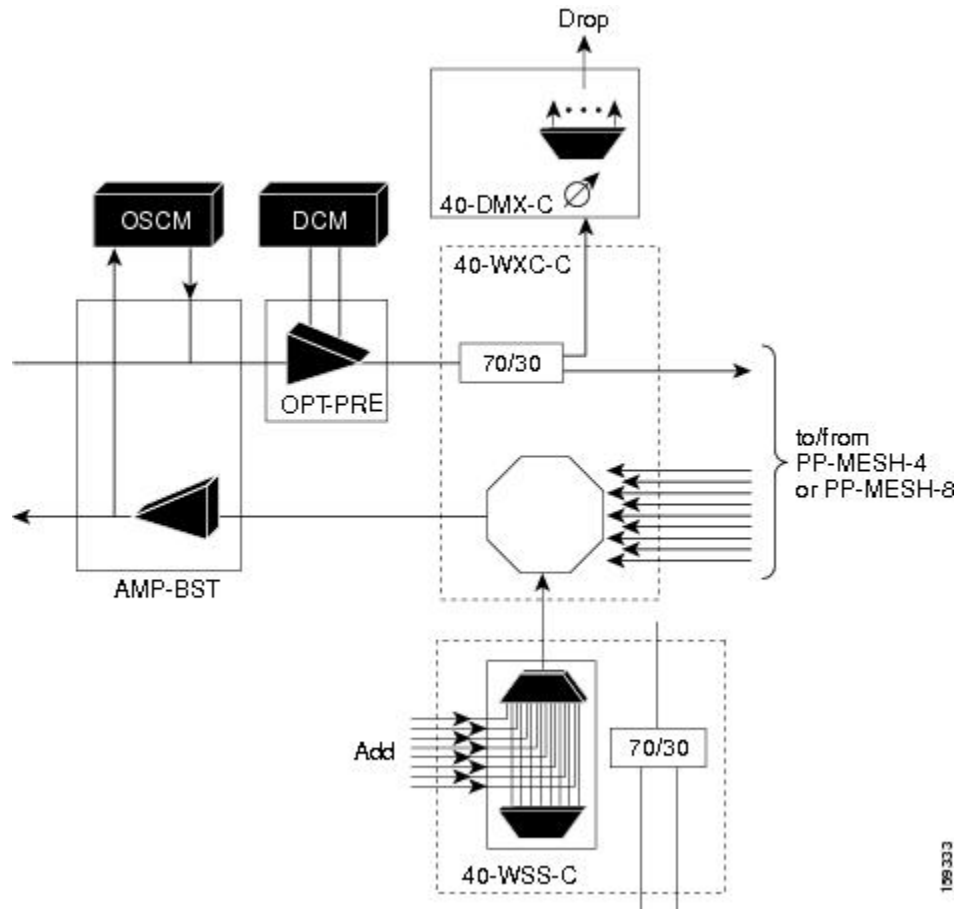 Drop
40-DMX-C
OSCM
DCM
40-WXC-C
70/30
OPT-PRE
to/from
PP-MESH-4
or PP-MESH-8
AMP-BST
Add
70/30
40-WSS-C
159333